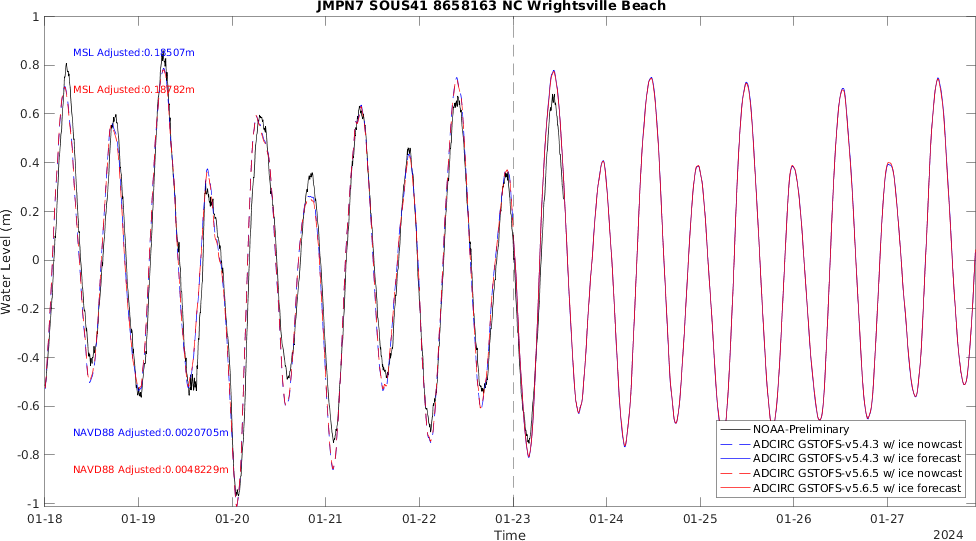 JMPN7 SOUS41 8658163 NC Wrightsville Beach
1
0.8
0.6
0.4
0.2
0
-0.2
-0.4
-0.6
-0.8
-1
Water Level (m)
MSL Adjusted:0.18507m
MSL Adjusted:0.18782m
NAVD88 Adjusted:0.0020705m
NAVD88 Adjusted:0.0048229m
NOAA-Preliminary
ADCIRC GSTOFS-v5.4.3 w/ ice nowcast
ADCIRC GSTOFS-v5.4.3 w/ ice forecast
ADCIRC GSTOFS-v5.6.5 w/ ice nowcast
ADCIRC GSTOFS-v5.6.5 w/ ice forecast
01-18 01-19 01-20 01-21 01-22 01-23 01-24 01-25 01-26 01-27
Time
2024